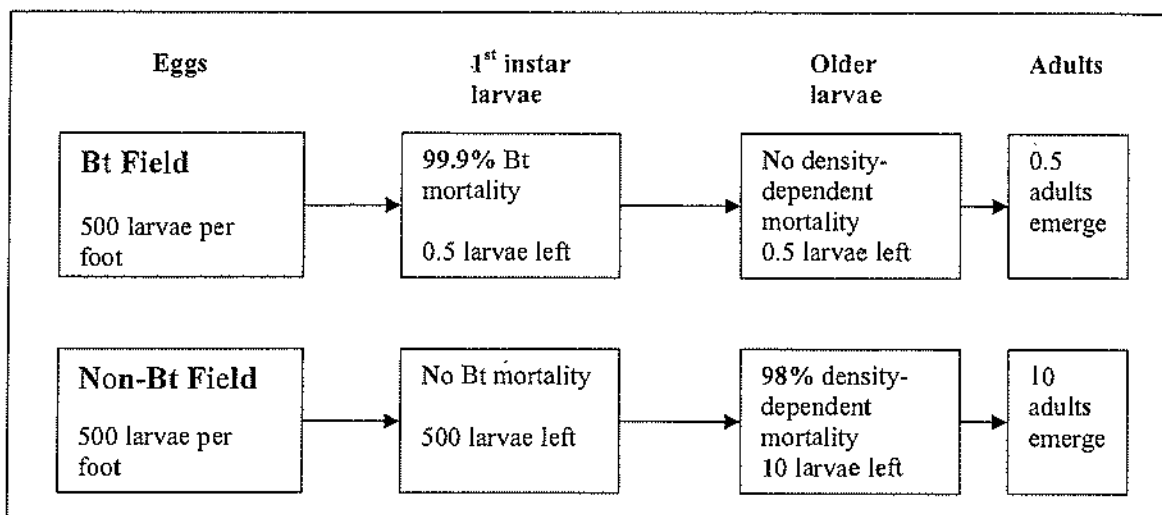 Eggs
1st instar
larvae
Older
larvae
Adults
Bt Field
500 larvae per
foot
99.9% Bt
mortality
0.5 larvae left
No density-
dependent
mortality
0.5 larvae left
0.5
adults
emerge
Non-Bt Field
500 larvae per
foot
No Bt mortality
500 larvae left
98% density-
dependent
mortality
10 larvae left
10
adults
emerge